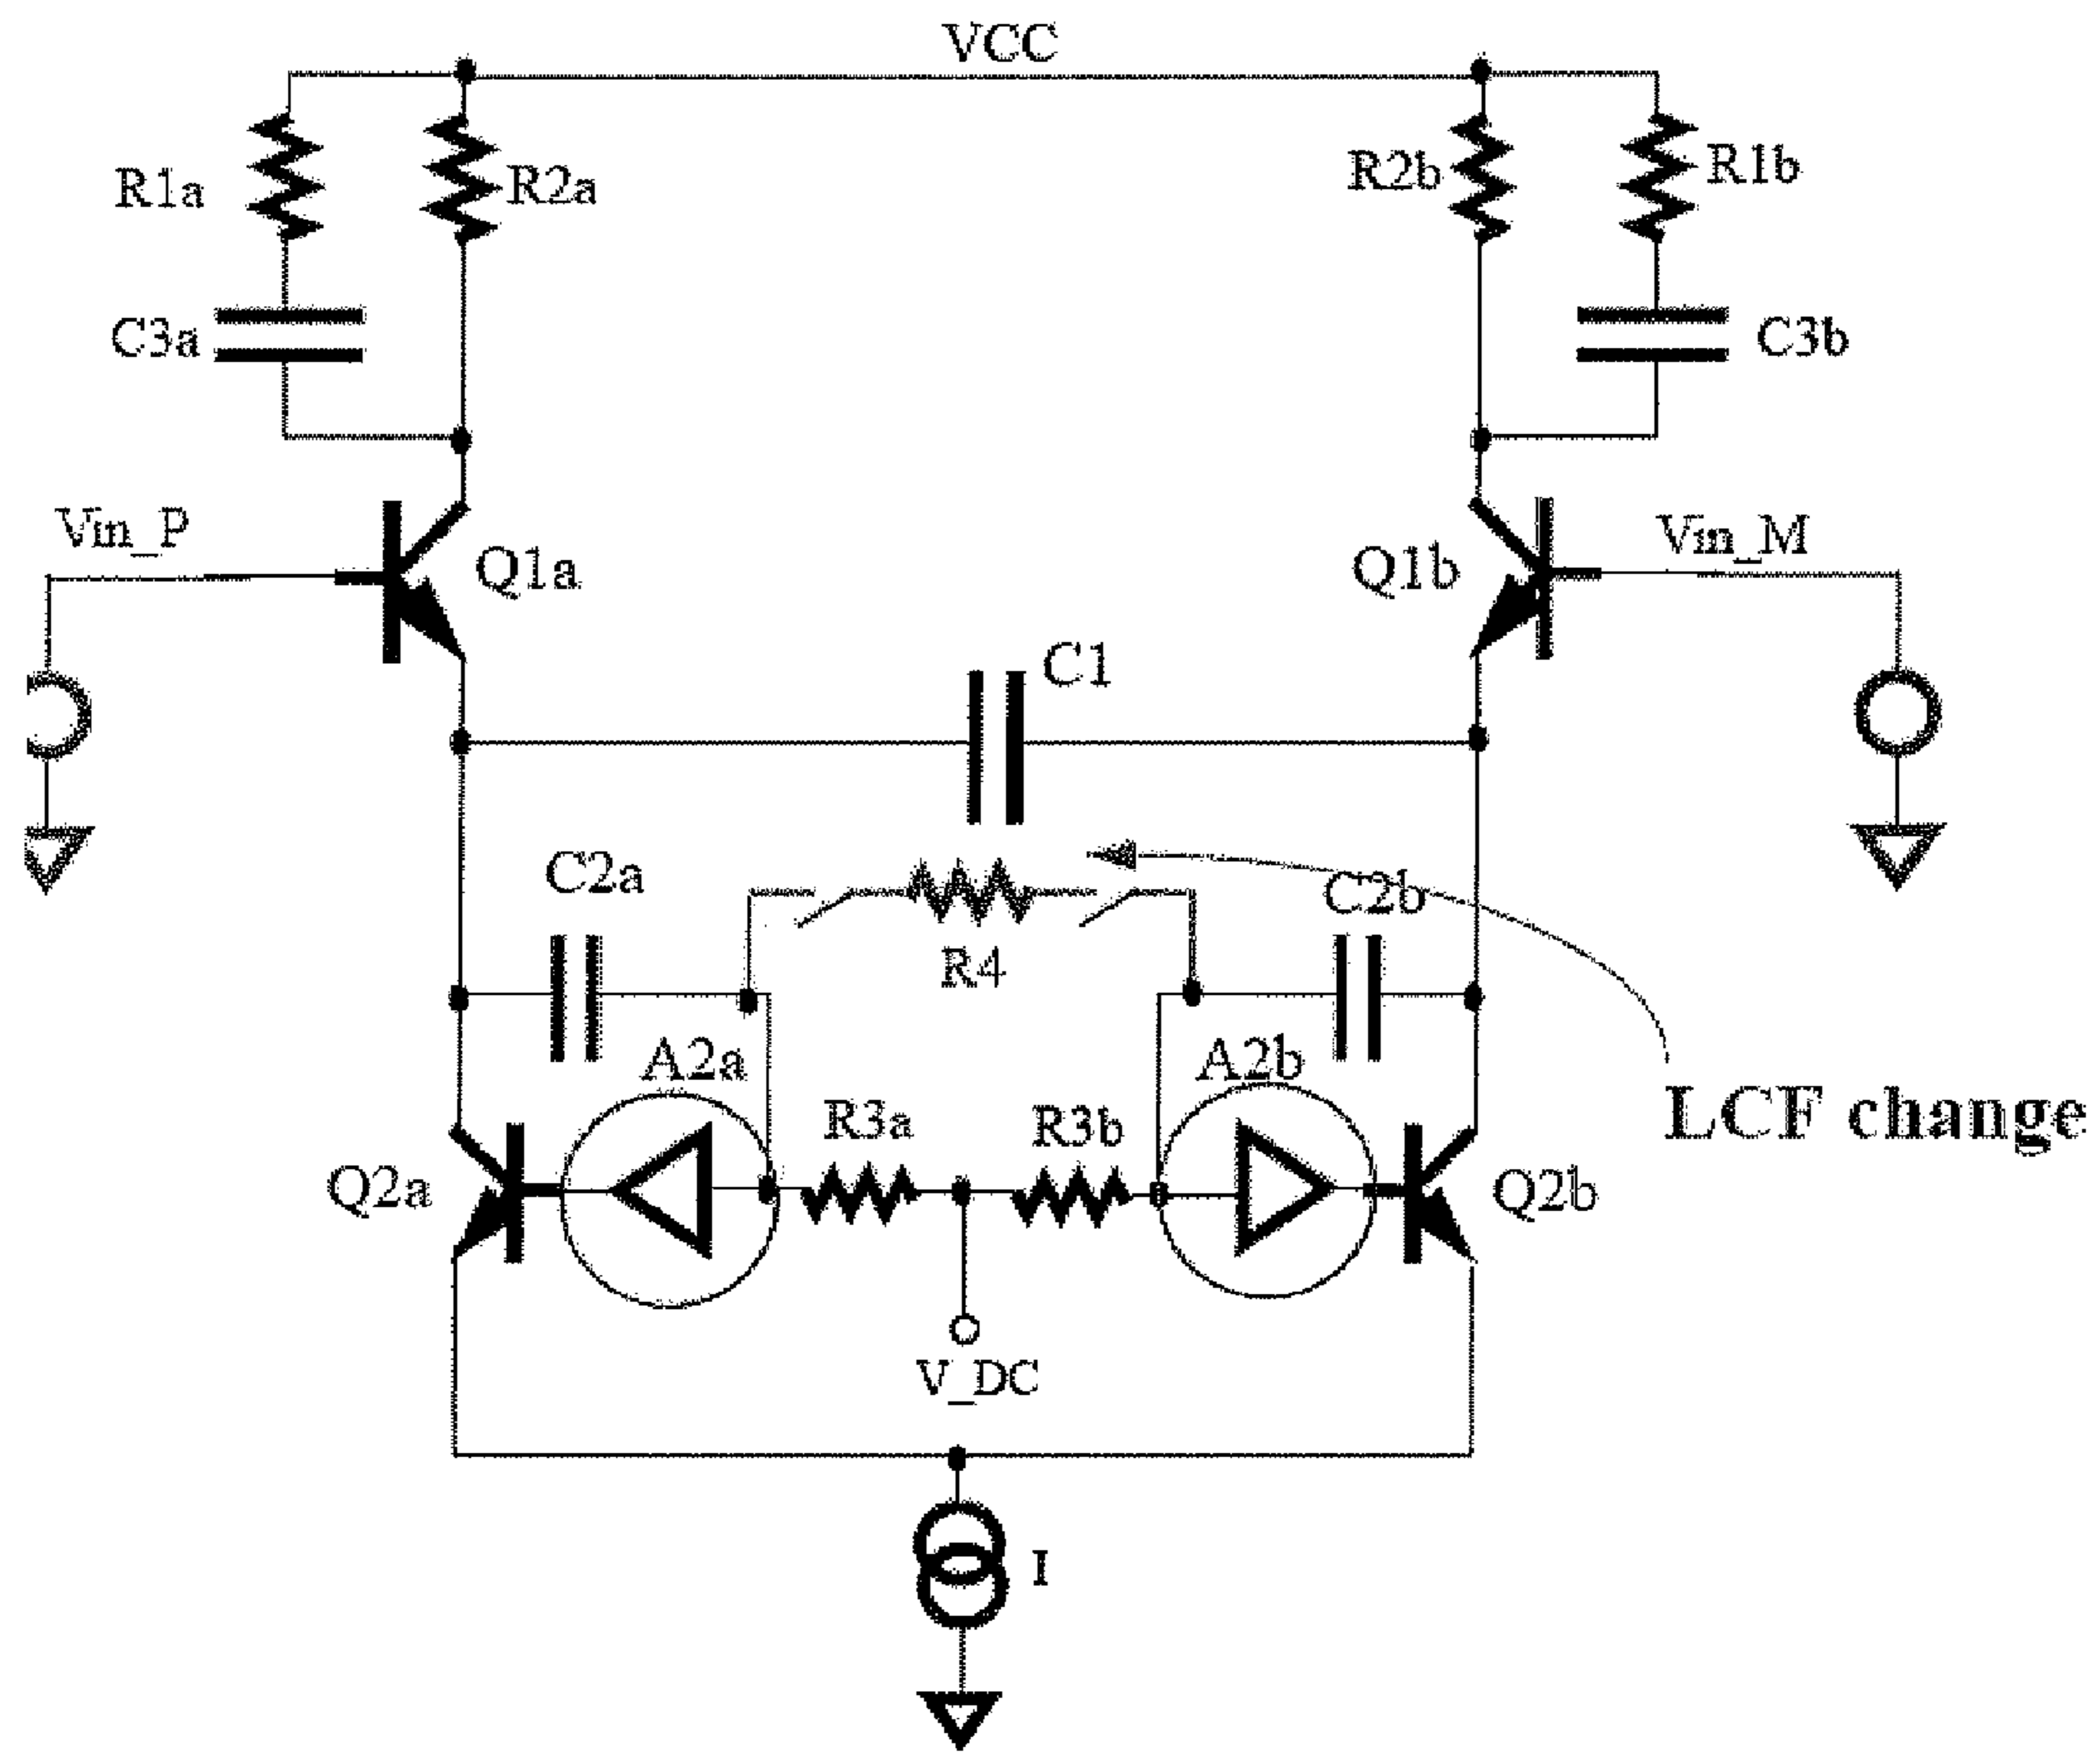 VCC
R1a
R2a
R2b
R1b
C3a
C3b
Vin_P
Q1a
Q1b
Vin_M
C1
C2a
C2b
R4
A2a
A2b
R3a
R3b
LCF change
Q2a
Q2b
V_DC
I